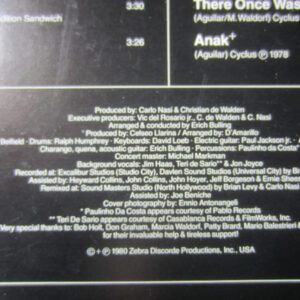 3:30
dition Sandwich
3:26
There Once Was
(Aguilar/M. Waldorf) Cyclus
Anak+
(Aguilar) Cyclus Ⓟ 1978
Produced by: Carlo Nasi & Christian de Walden
Executive producers: Vic del Rosario jr., C. de Walden & C. Nasi
Arranged & conducted by Erich Bulling
+ Produced by: Celseo Llarina / Arranged by: D'Amarillo
Bellfield · Drums: Ralph Humphrey · Keyboards: David Loeb · Electric guitar: Paul Jackson jr. · Ac
Charango, quena, acoustic guitar: Erich Bulling · Percussions: Paulinho da Costa
Concert master: Michael Markman
Background vocals: Jim Haas, Teri de Sario** & Jon Joyce
Recorded at: Excalibur Studios (Studio City), Davlen Sound Studios (Universal City) by Bri
Assisted by: Heyward Collins, John Collins, John Hoyer, Jeff Borgeson & Ernie Sheesl
Remixed at: Sound Masters Studio (North Hollywood) by Brian Levy & Carlo Nasi
Assisted by: Joe Beniche
Cover photography by: Ennio Antonangeli
* Paulinho Da Costa appears courtesy of Pablo Records
** Teri De Sario appears courtesy of Casablanca Records & FilmWorks, Inc.
Very special thanks to: Bob Holt, Don Graham, Marcia Waldorf, Patty Brard, Mario Balestrieri &
for their invaluable help & tireless support!
©+Ⓟ 1980 Zebra Discorde Productions, Inc., USA